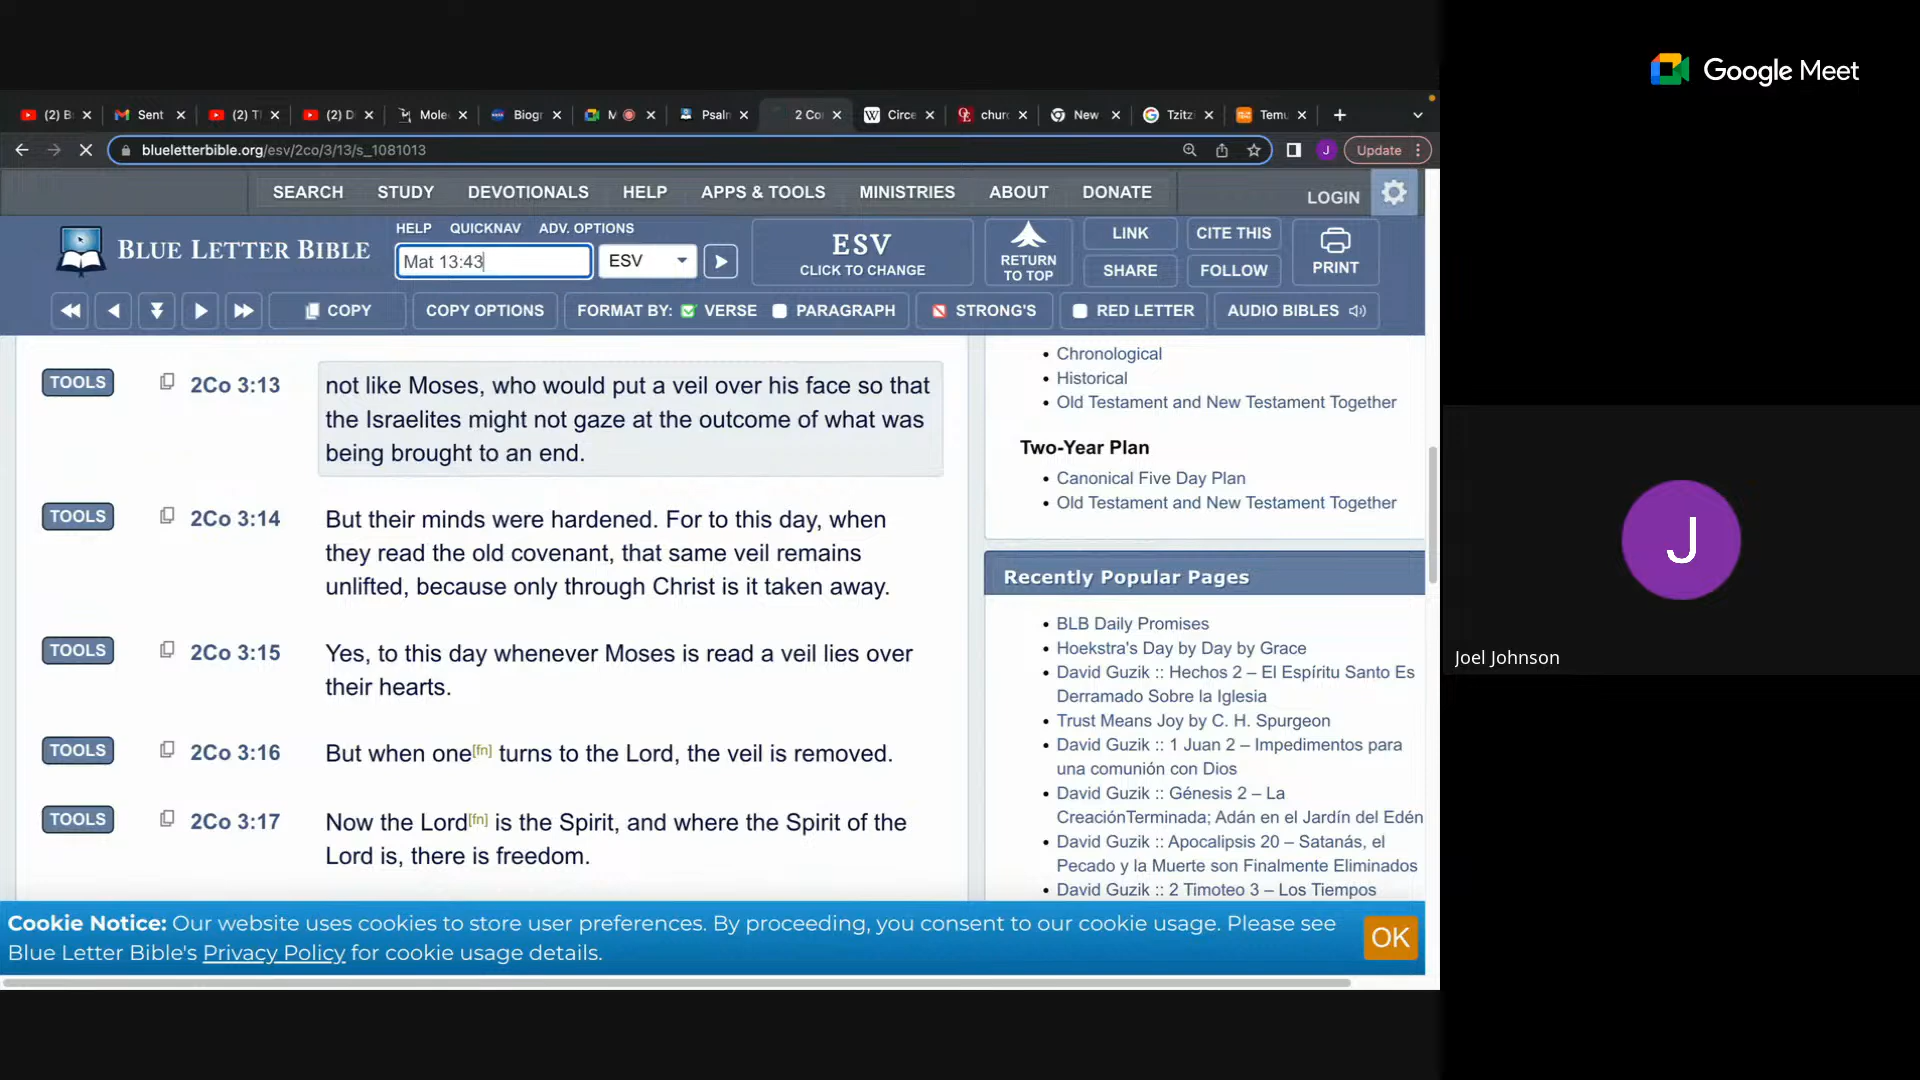 Google Meet
(2) B
Sent
(2) T
(2) D
Mole
Biogr
M
Psaln
2 Co
Circe
churc
New
Tzitzi
Temu
blueletterbible.org/esv/2co/3/13/s_1081013
J
Update
SEARCH
STUDY
DEVOTIONALS
HELP
APPS & TOOLS
MINISTRIES
ABOUT
DONATE
LOGIN
BLUE LETTER BIBLE
HELP
QUICKNAV
ADV. OPTIONS
Mat 13:43
ESV
ESV
CLICK TO CHANGE
RETURN
TO TOP
LINK
CITE THIS
SHARE
FOLLOW
PRINT
COPY
COPY OPTIONS
FORMAT BY:
VERSE
PARAGRAPH
STRONG'S
RED LETTER
AUDIO BIBLES
TOOLS
2Co 3:13
not like Moses, who would put a veil over his face so that
the Israelites might not gaze at the outcome of what was
being brought to an end.
TOOLS
2Co 3:14
But their minds were hardened. For to this day, when
they read the old covenant, that same veil remains
unlifted, because only through Christ is it taken away.
TOOLS
2Co 3:15
Yes, to this day whenever Moses is read a veil lies over
their hearts.
TOOLS
2Co 3:16
But when one[fn] turns to the Lord, the veil is removed.
TOOLS
2Co 3:17
Now the Lord[fn] is the Spirit, and where the Spirit of the
Lord is, there is freedom.
Chronological
Historical
Old Testament and New Testament Together
Two-Year Plan
Canonical Five Day Plan
Old Testament and New Testament Together
Recently Popular Pages
BLB Daily Promises
Hoekstra's Day by Day by Grace
David Guzik :: Hechos 2 – El Espíritu Santo Es
Derramado Sobre la Iglesia
Trust Means Joy by C. H. Spurgeon
David Guzik :: 1 Juan 2 – Impedimentos para
una comunión con Dios
David Guzik :: Génesis 2 – La
CreaciónTerminada; Adán en el Jardín del Edén
David Guzik :: Apocalipsis 20 – Satanás, el
Pecado y la Muerte son Finalmente Eliminados
David Guzik :: 2 Timoteo 3 – Los Tiempos
Cookie Notice: Our website uses cookies to store user preferences. By proceeding, you consent to our cookie usage. Please see
Blue Letter Bible's Privacy Policy for cookie usage details.
OK
J
Joel Johnson